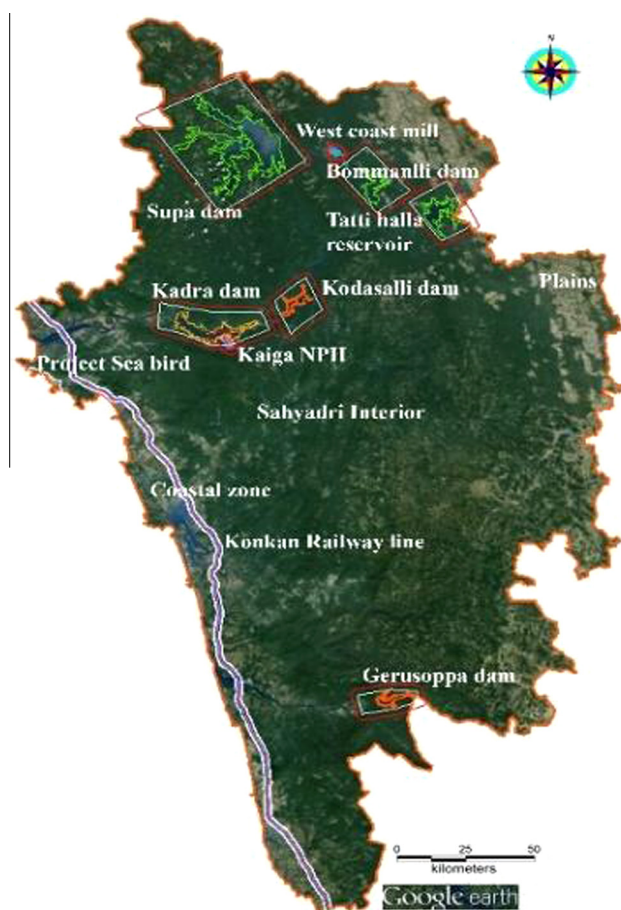 N
West coast mill
Bommanlli dam
Supa dam
Tatti halla
reservoir
Plains
Kadra dam
Kodasalli dam
Kaiga NPH
Project Sea bird
Sahyadri Interior
Coastal zone
Konkan Railway line
Gerusoppa dam
0 25 50
kilometers
Google earth